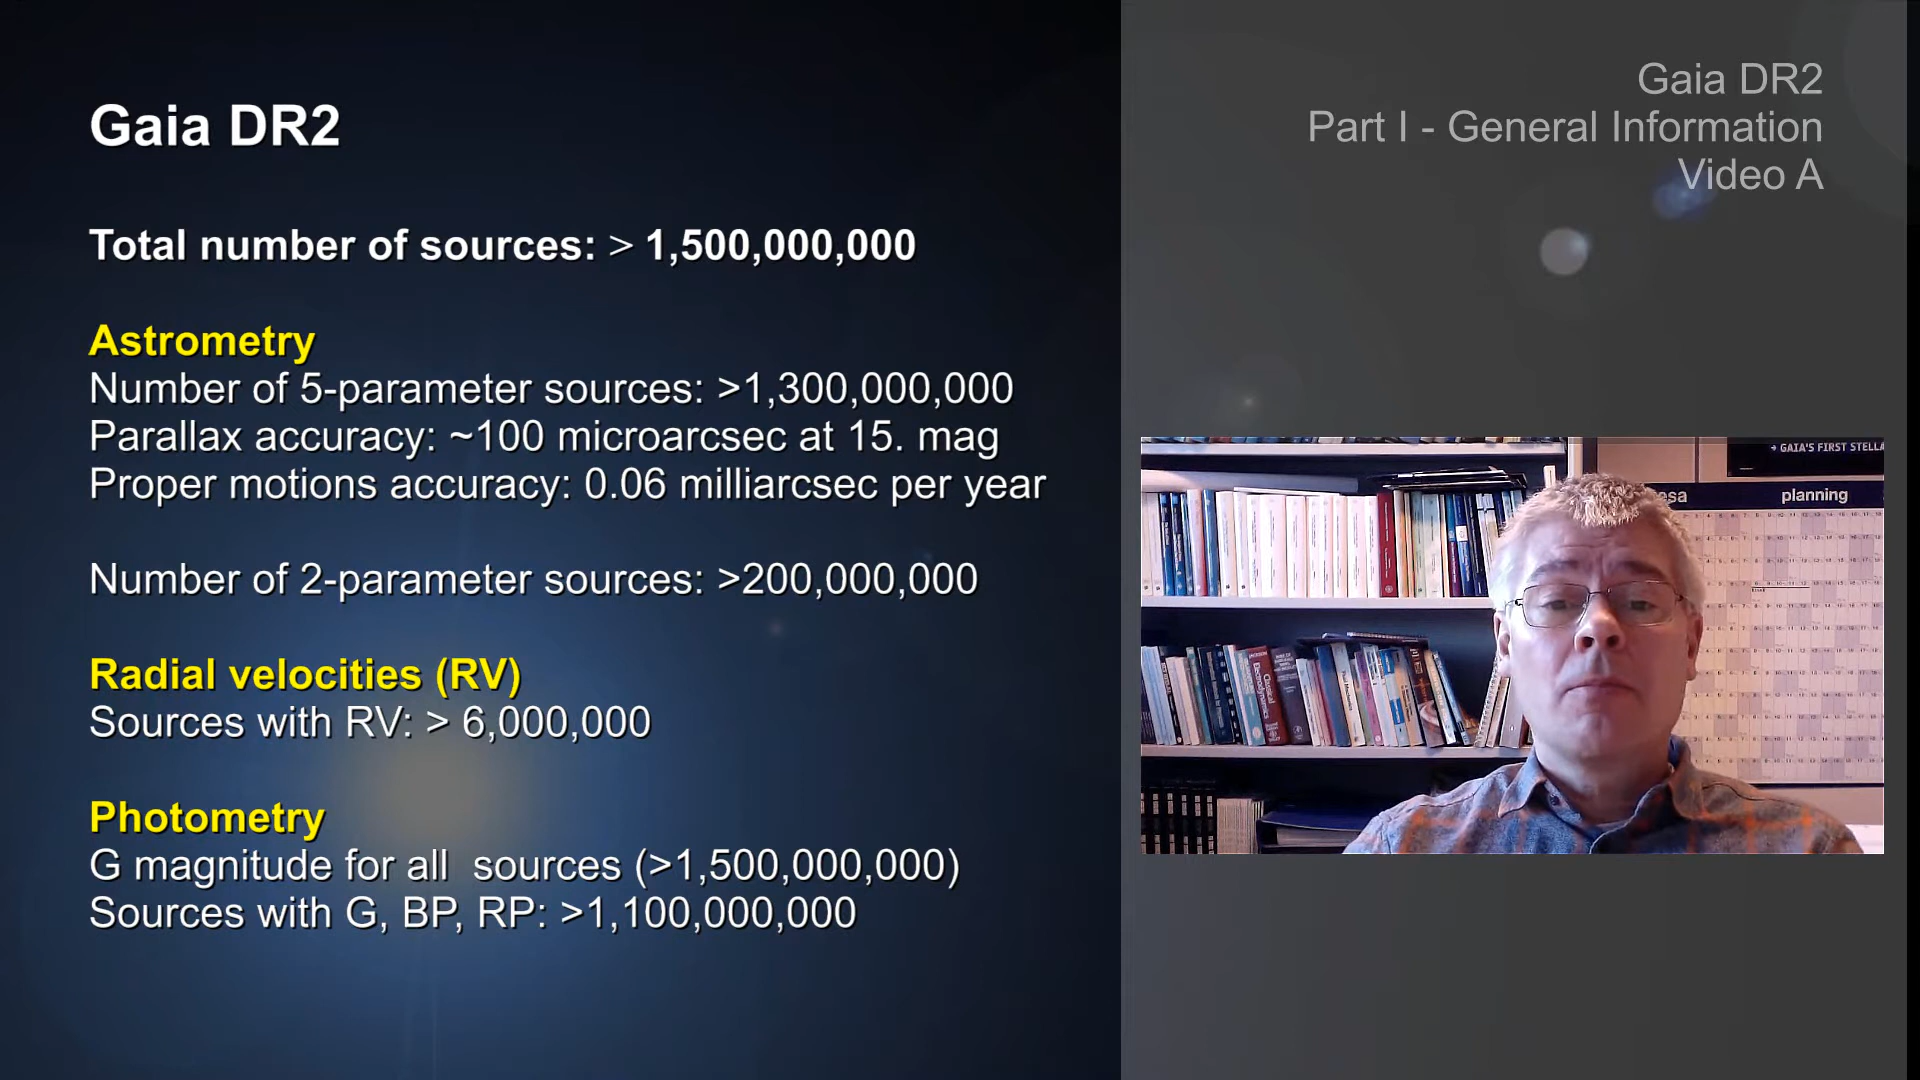 Gaia DR2
Total number of sources: > 1,500,000,000
Astrometry
Number of 5-parameter sources: >1,300,000,000
Parallax accuracy: ~100 microarcsec at 15. mag
Proper motions accuracy: 0.06 milliarcsec per year
Number of 2-parameter sources: >200,000,000
Radial velocities (RV)
Sources with RV: > 6,000,000
Photometry
G magnitude for all  sources (>1,500,000,000)
Sources with G, BP, RP: >1,100,000,000
Gaia DR2
Part I - General Information
Video A
→ GAIA'S FIRST STELLA
esa
planning
Classical
Electrodynamics